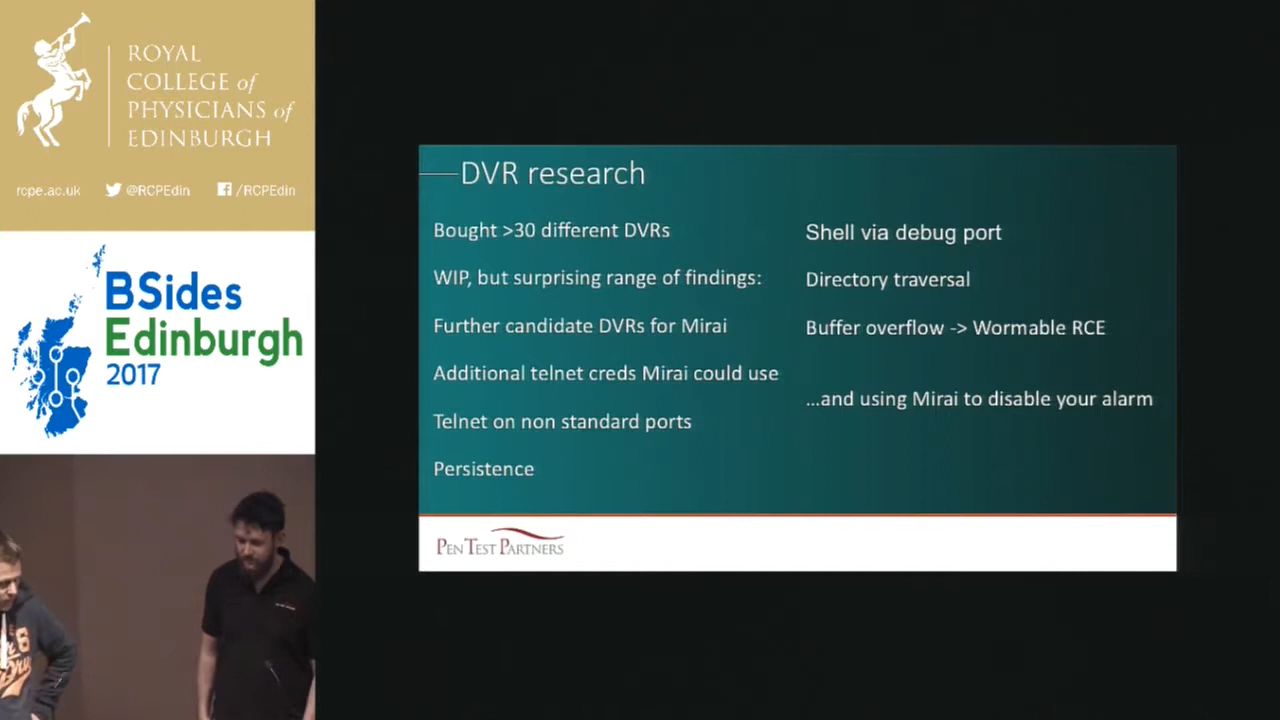 ROYAL
COLLEGE of
PHYSICIANS of
EDINBURGH
rcpe.ac.uk @RCPEdin /RCPEdin
BSides
Edinburgh
2017
DVR research
Bought >30 different DVRs
WIP, but surprising range of findings:
Further candidate DVRs for Mirai
Additional telnet creds Mirai could use
Telnet on non standard ports
Persistence
Shell via debug port
Directory traversal
Buffer overflow -> Wormable RCE
...and using Mirai to disable your alarm
PEN TEST PARTNERS